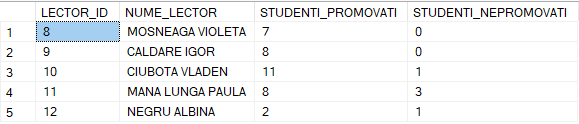 LECTOR_ID NUME_LECTOR STUDENTI_PROMOVATI STUDENTI_NEPROMOVATI
1 8 MOSNEAGA VIOLETA 7 0
2 9 CALDARE IGOR 8 0
3 10 CIUBOTA VLADEN 11 1
4 11 MANA LUNGA PAULA 8 3
5 12 NEGRU ALBINA 2 1